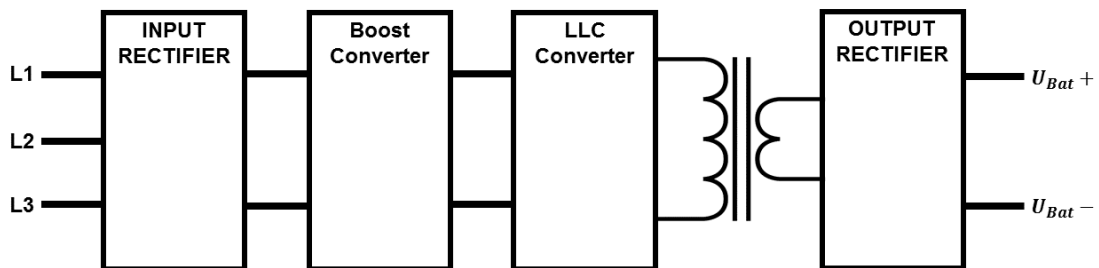 INPUT
RECTIFIER
Boost
Converter
LLC
Converter
OUTPUT
RECTIFIER
L1
L2
L3
U_Bat +
U_Bat −